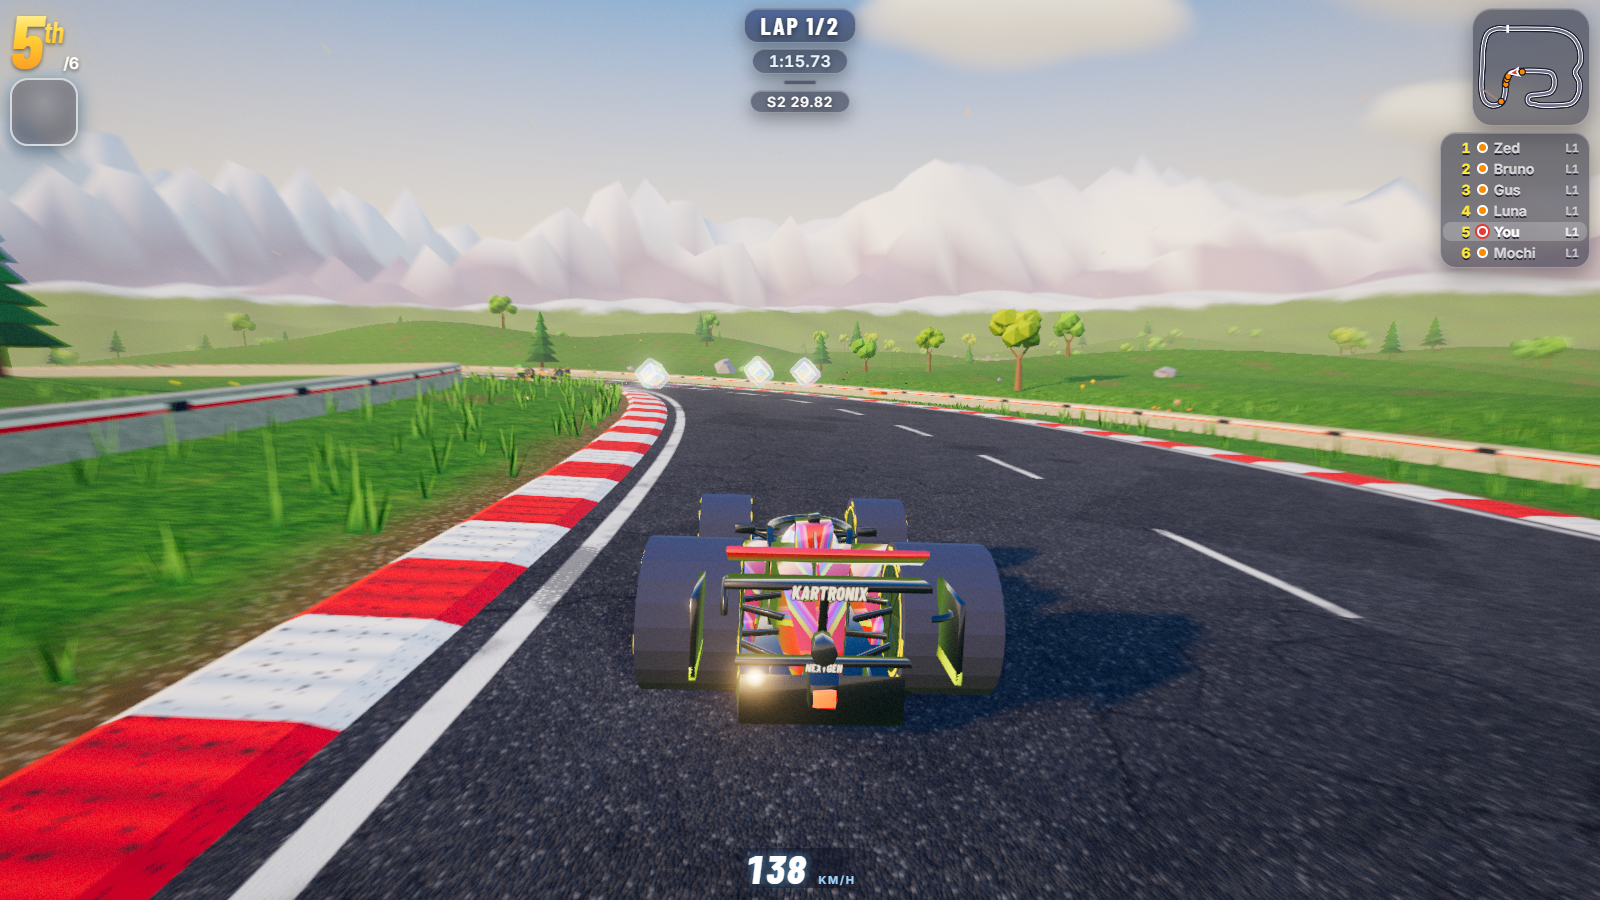 5th
/6
LAP 1/2
1:15.73
S2 29.82
1 Zed L1
2 Bruno L1
3 Gus L1
4 Luna L1
5 You L1
6 Mochi L1
KARTRONIX
NEXTGEN
138 KM/H